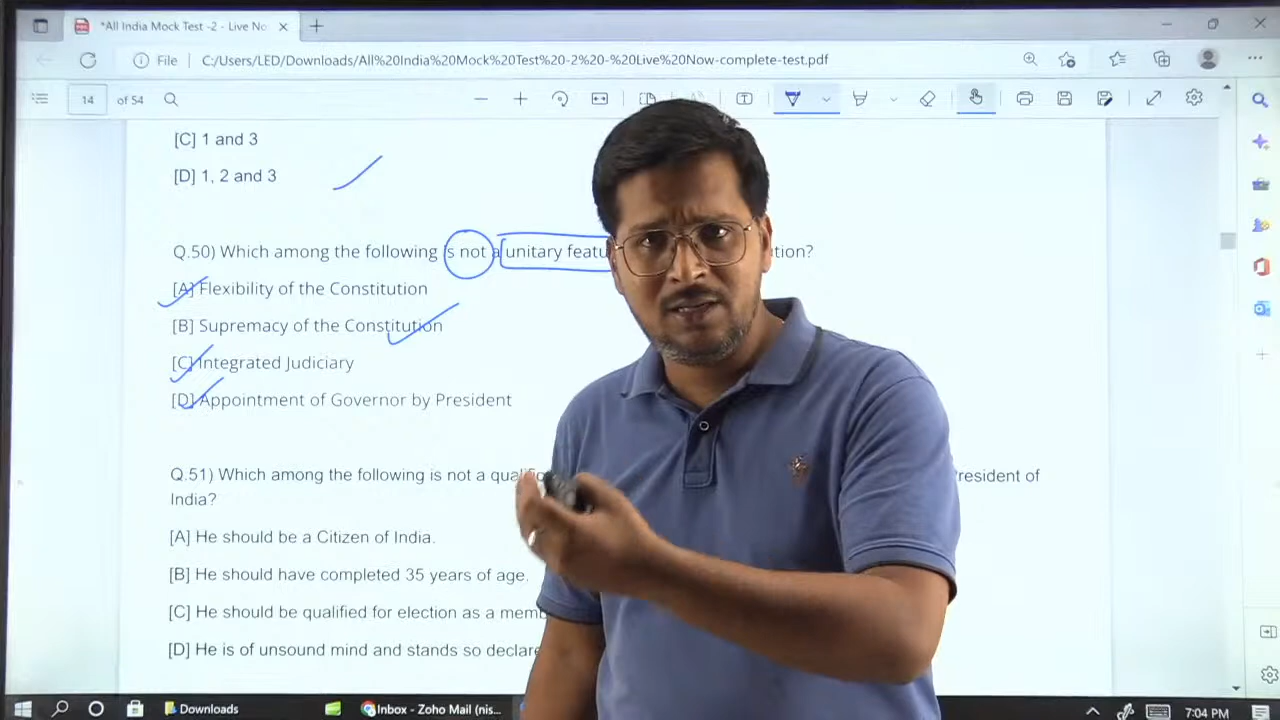 *All India Mock Test -2 - Live No
File C:/Users/LED/Downloads/All%20India%20Mock%20Test%20-2%20-%20Live%20Now-complete-test.pdf
14 of 54
[C] 1 and 3
[D] 1, 2 and 3
Q.50) Which among the following is not a unitary featu tion?
[A] Flexibility of the Constitution
[B] Supremacy of the Constitution
[C] Integrated Judiciary
[D] Appointment of Governor by President
Q.51) Which among the following is not a qualific resident of
India?
[A] He should be a Citizen of India.
[B] He should have completed 35 years of age.
[C] He should be qualified for election as a memb
[D] He is of unsound mind and stands so declare
Downloads Inbox - Zoho Mail (nis... 7:04 PM